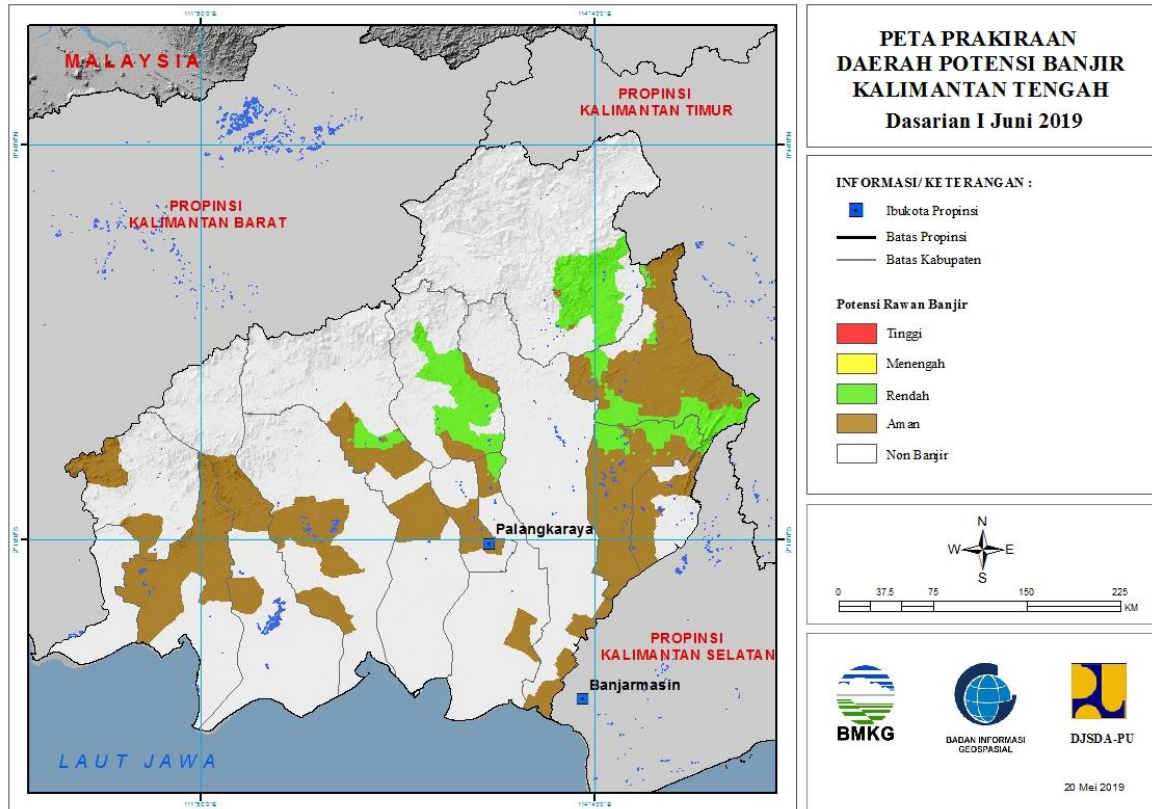 PETA PRAKIRAAN
DAERAH POTENSI BANJIR
KALIMANTAN TENGAH
Dasarian I Juni 2019
INFORMASI/ KETERANGAN :
Ibukota Propinsi
Batas Propinsi
Batas Kabupaten
Potensi Rawan Banjir
Tinggi
Menengah
Rendah
Aman
Non Banjir
N
W E
S
0 37.5 75 150 225
KM
BMKG
BADAN INFORMASI
GEOSPASIAL
DJSDA-PU
20 Mei 2019
MALAYSIA
PROPINSI
KALIMANTAN TIMUR
PROPINSI
KALIMANTAN BARAT
Palangkaraya
PROPINSI
KALIMANTAN SELATAN
Banjarmasin
LAUT JAWA